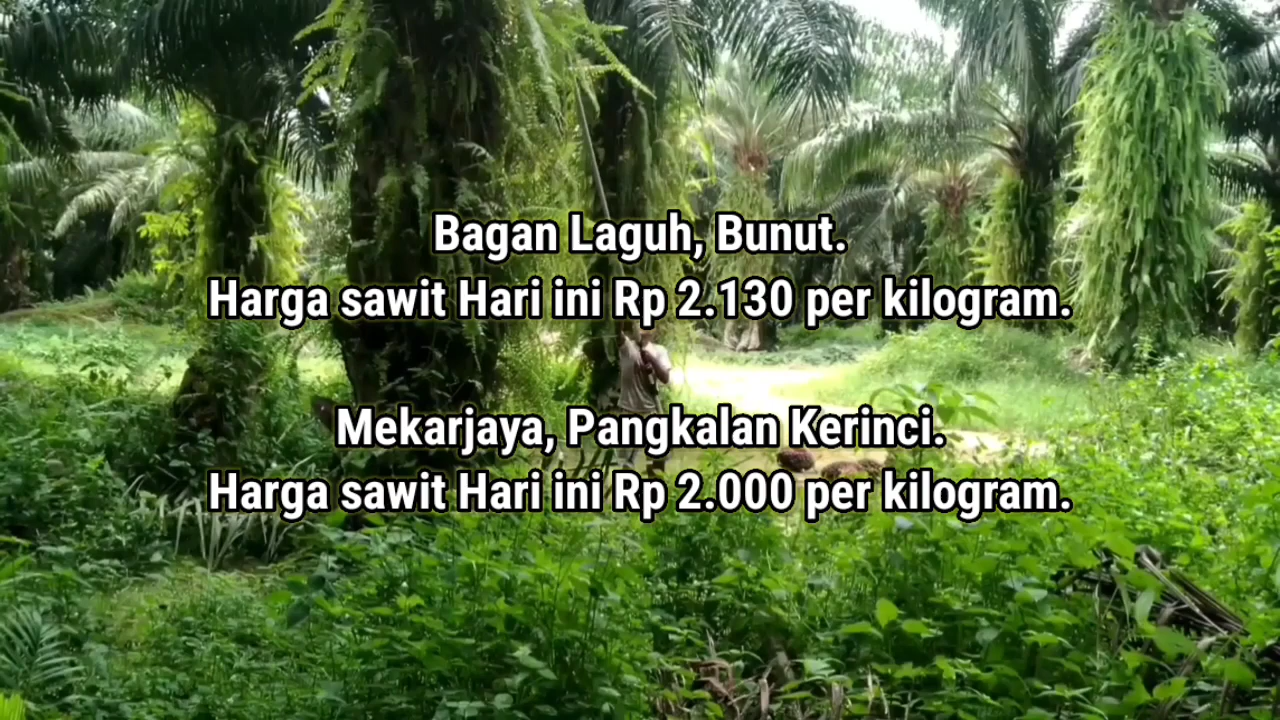 Bagan Laguh, Bunut.
Harga sawit Hari ini Rp 2.130 per kilogram.
Mekarjaya, Pangkalan Kerinci.
Harga sawit Hari ini Rp 2.000 per kilogram.